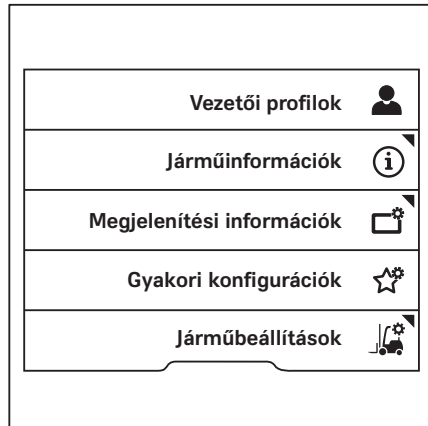 Vezetői profilok
Járműinformációk
Megjelenítési információk
Gyakori konfigurációk
Járműbeállítások